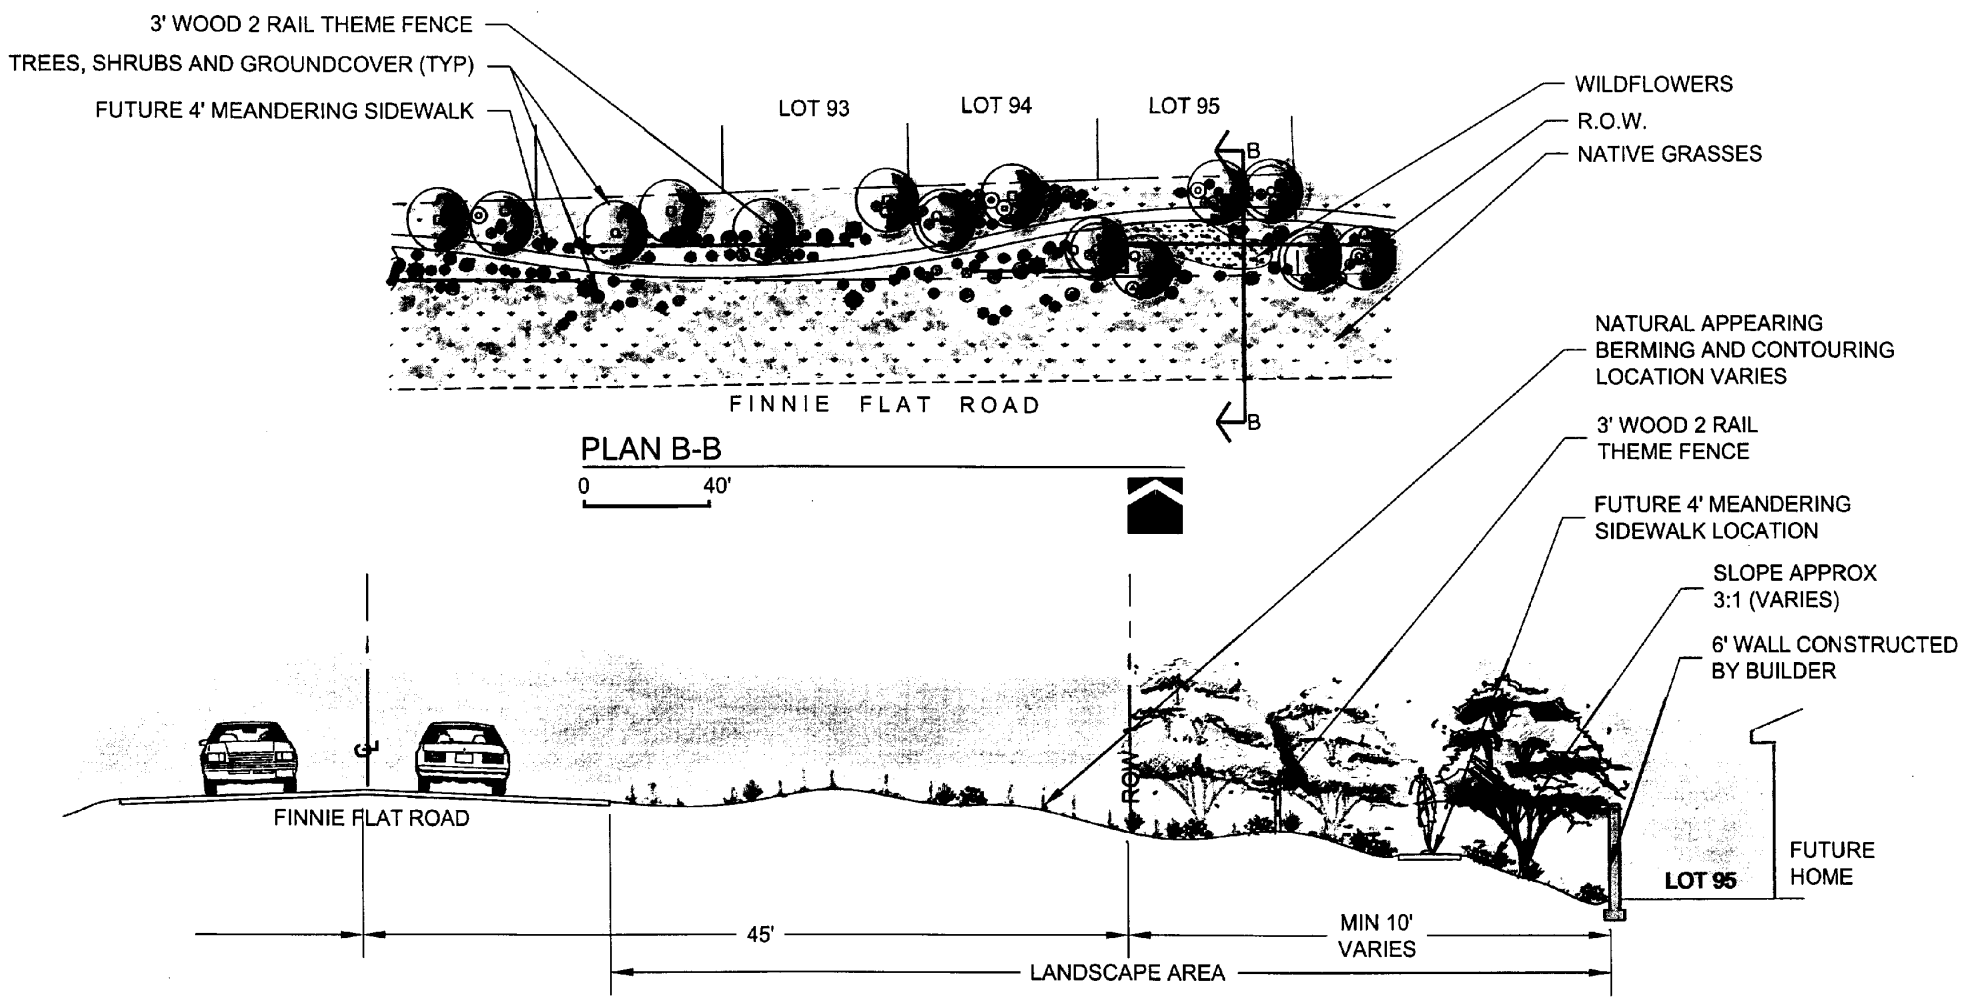 3' WOOD 2 RAIL THEME FENCE
TREES, SHRUBS AND GROUNDCOVER (TYP)
FUTURE 4' MEANDERING SIDEWALK
LOT 93
LOT 94
LOT 95
WILDFLOWERS
R.O.W.
NATIVE GRASSES
B
B
FINNIE FLAT ROAD
PLAN B-B
0 40'
NATURAL APPEARING
BERMING AND CONTOURING
LOCATION VARIES
3' WOOD 2 RAIL
THEME FENCE
FUTURE 4' MEANDERING
SIDEWALK LOCATION
SLOPE APPROX
3:1 (VARIES)
6' WALL CONSTRUCTED
BY BUILDER
ROW
FINNIE FLAT ROAD
LOT 95
FUTURE
HOME
45'
MIN 10'
VARIES
LANDSCAPE AREA